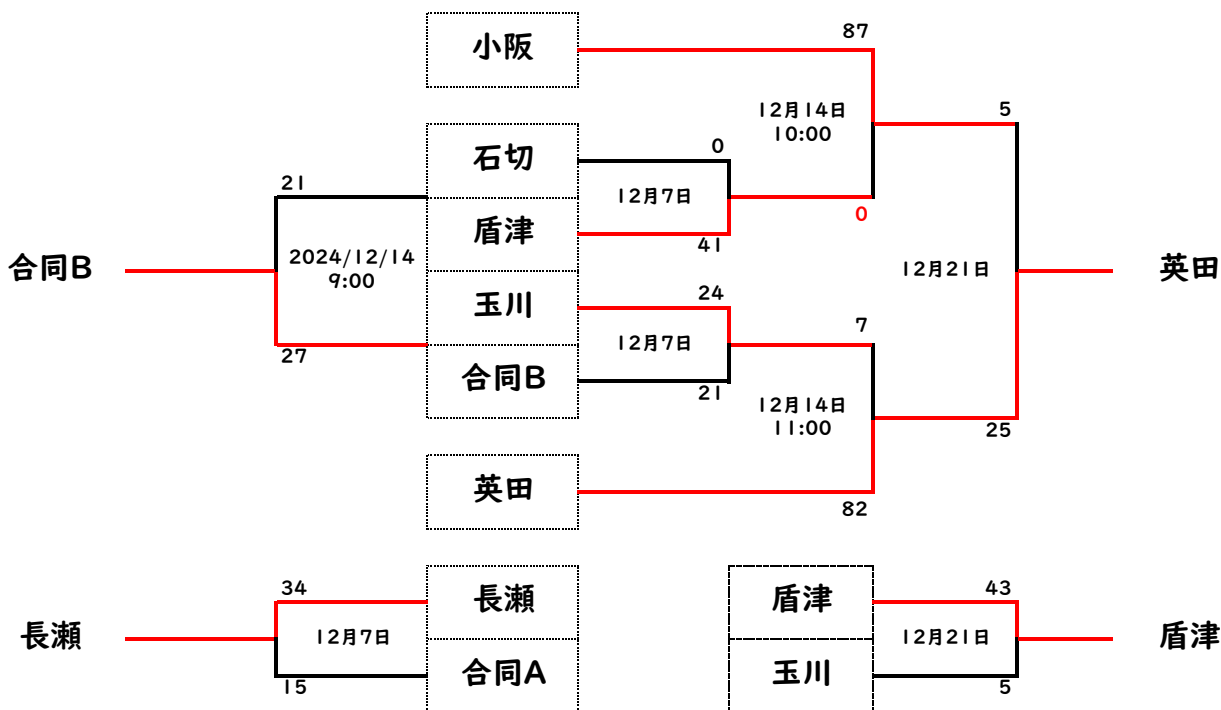 小阪
87
12月14日
10:00
5
石切
0
21
12月7日
盾津
41
0
2024/12/14
9:00
合同B
12月21日
英田
玉川
24
7
27
12月7日
合同B
21
12月14日
11:00
25
英田
82
34
長瀬
盾津
43
長瀬
12月7日
12月21日
盾津
15
合同A
玉川
5